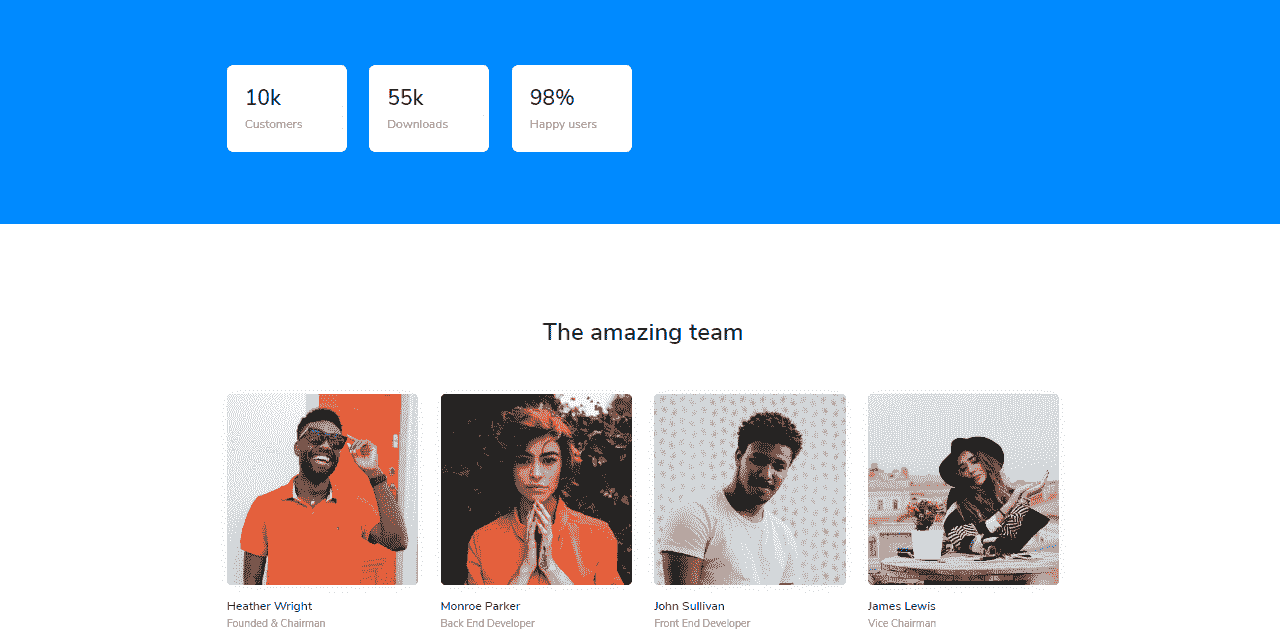 10k
Customers
55k
Downloads
98%
Happy users
The amazing team
Heather Wright
Founded & Chairman
Monroe Parker
Back End Developer
John Sullivan
Front End Developer
James Lewis
Vice Chairman